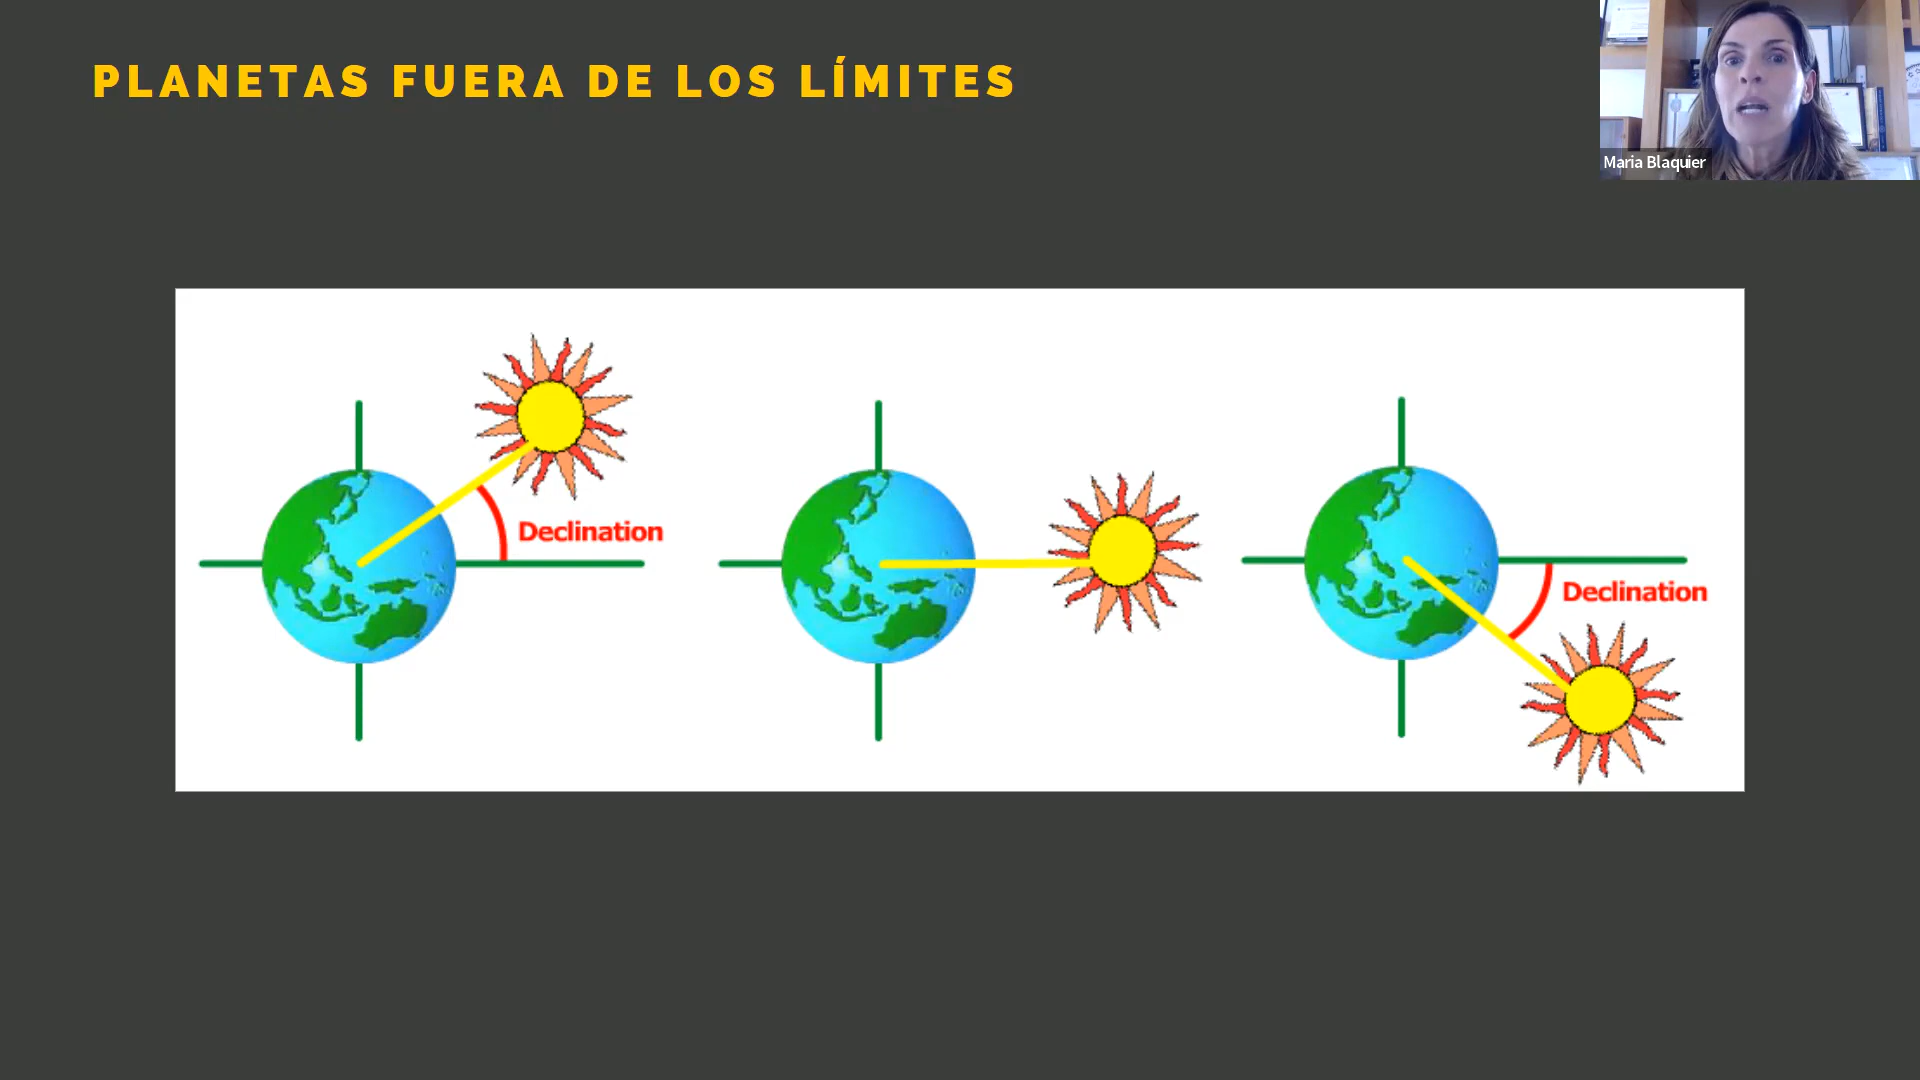 PLANETAS FUERA DE LOS LÍMITES
Maria Blaquier
Declination
Declination